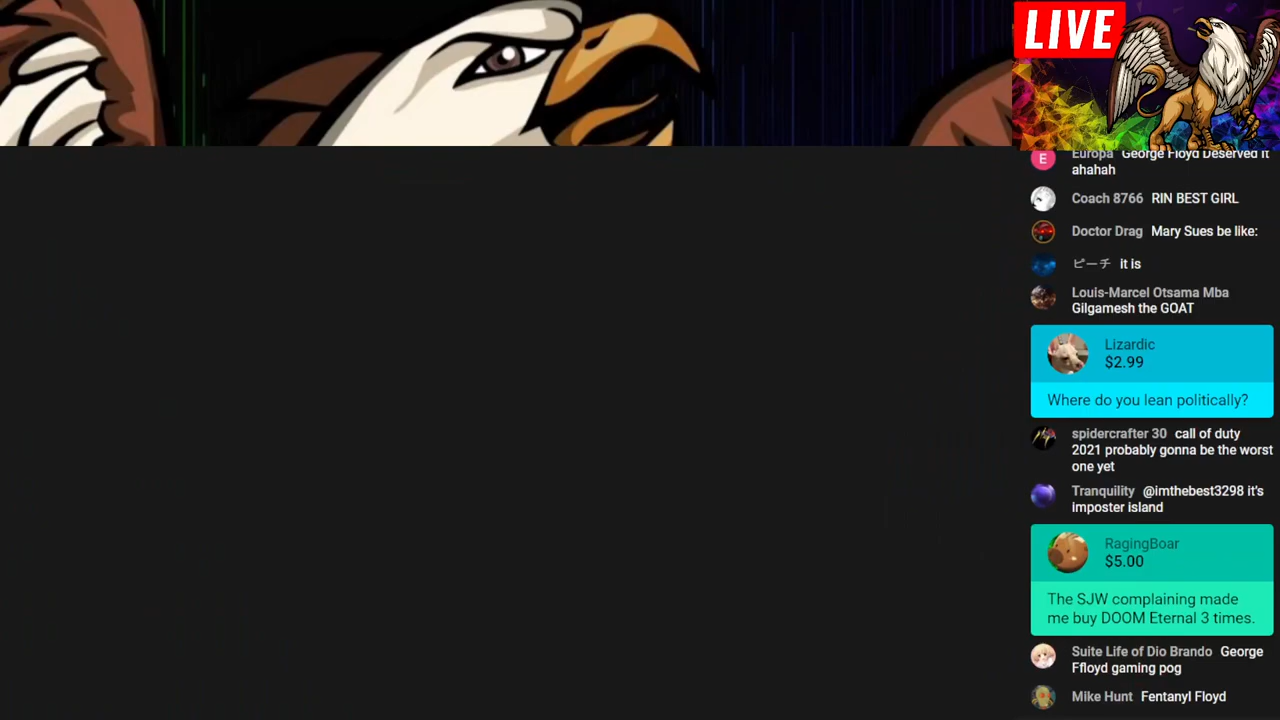 LIVE
E
Europa George Floyd Deserved it
ahahah
Coach 8766 RIN BEST GIRL
Doctor Drag Mary Sues be like:
ピーチ it is
Louis-Marcel Otsama Mba
Gilgamesh the GOAT
Lizardic
$2.99
Where do you lean politically?
spidercrafter 30 call of duty
2021 probably gonna be the worst
one yet
Tranquility @imthebest3298 it's
imposter island
RagingBoar
$5.00
The SJW complaining made
me buy DOOM Eternal 3 times.
Suite Life of Dio Brando George
Ffloyd gaming pog
Mike Hunt Fentanyl Floyd